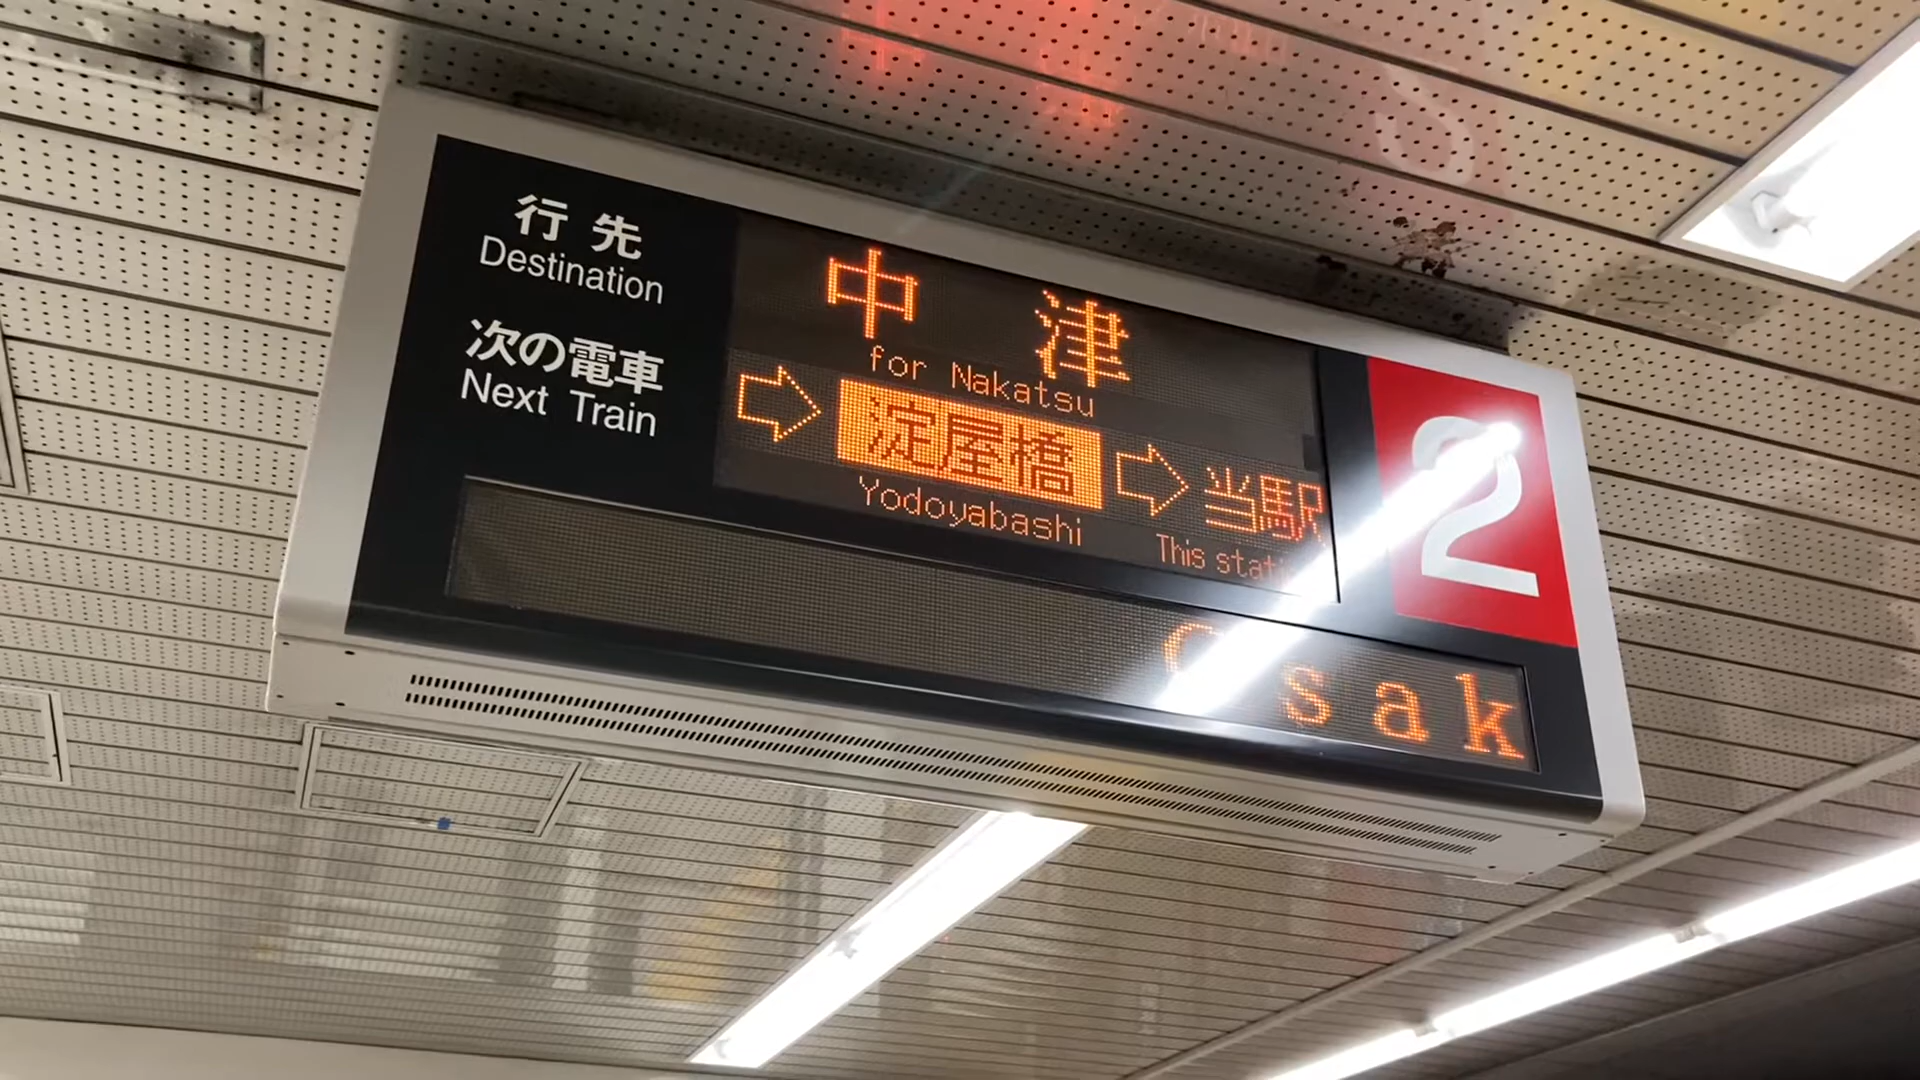 行先
Destination
中津
for Nakatsu
次の電車
Next Train
淀屋橋
Yodoyabashi
当駅
This stati
2
Osak